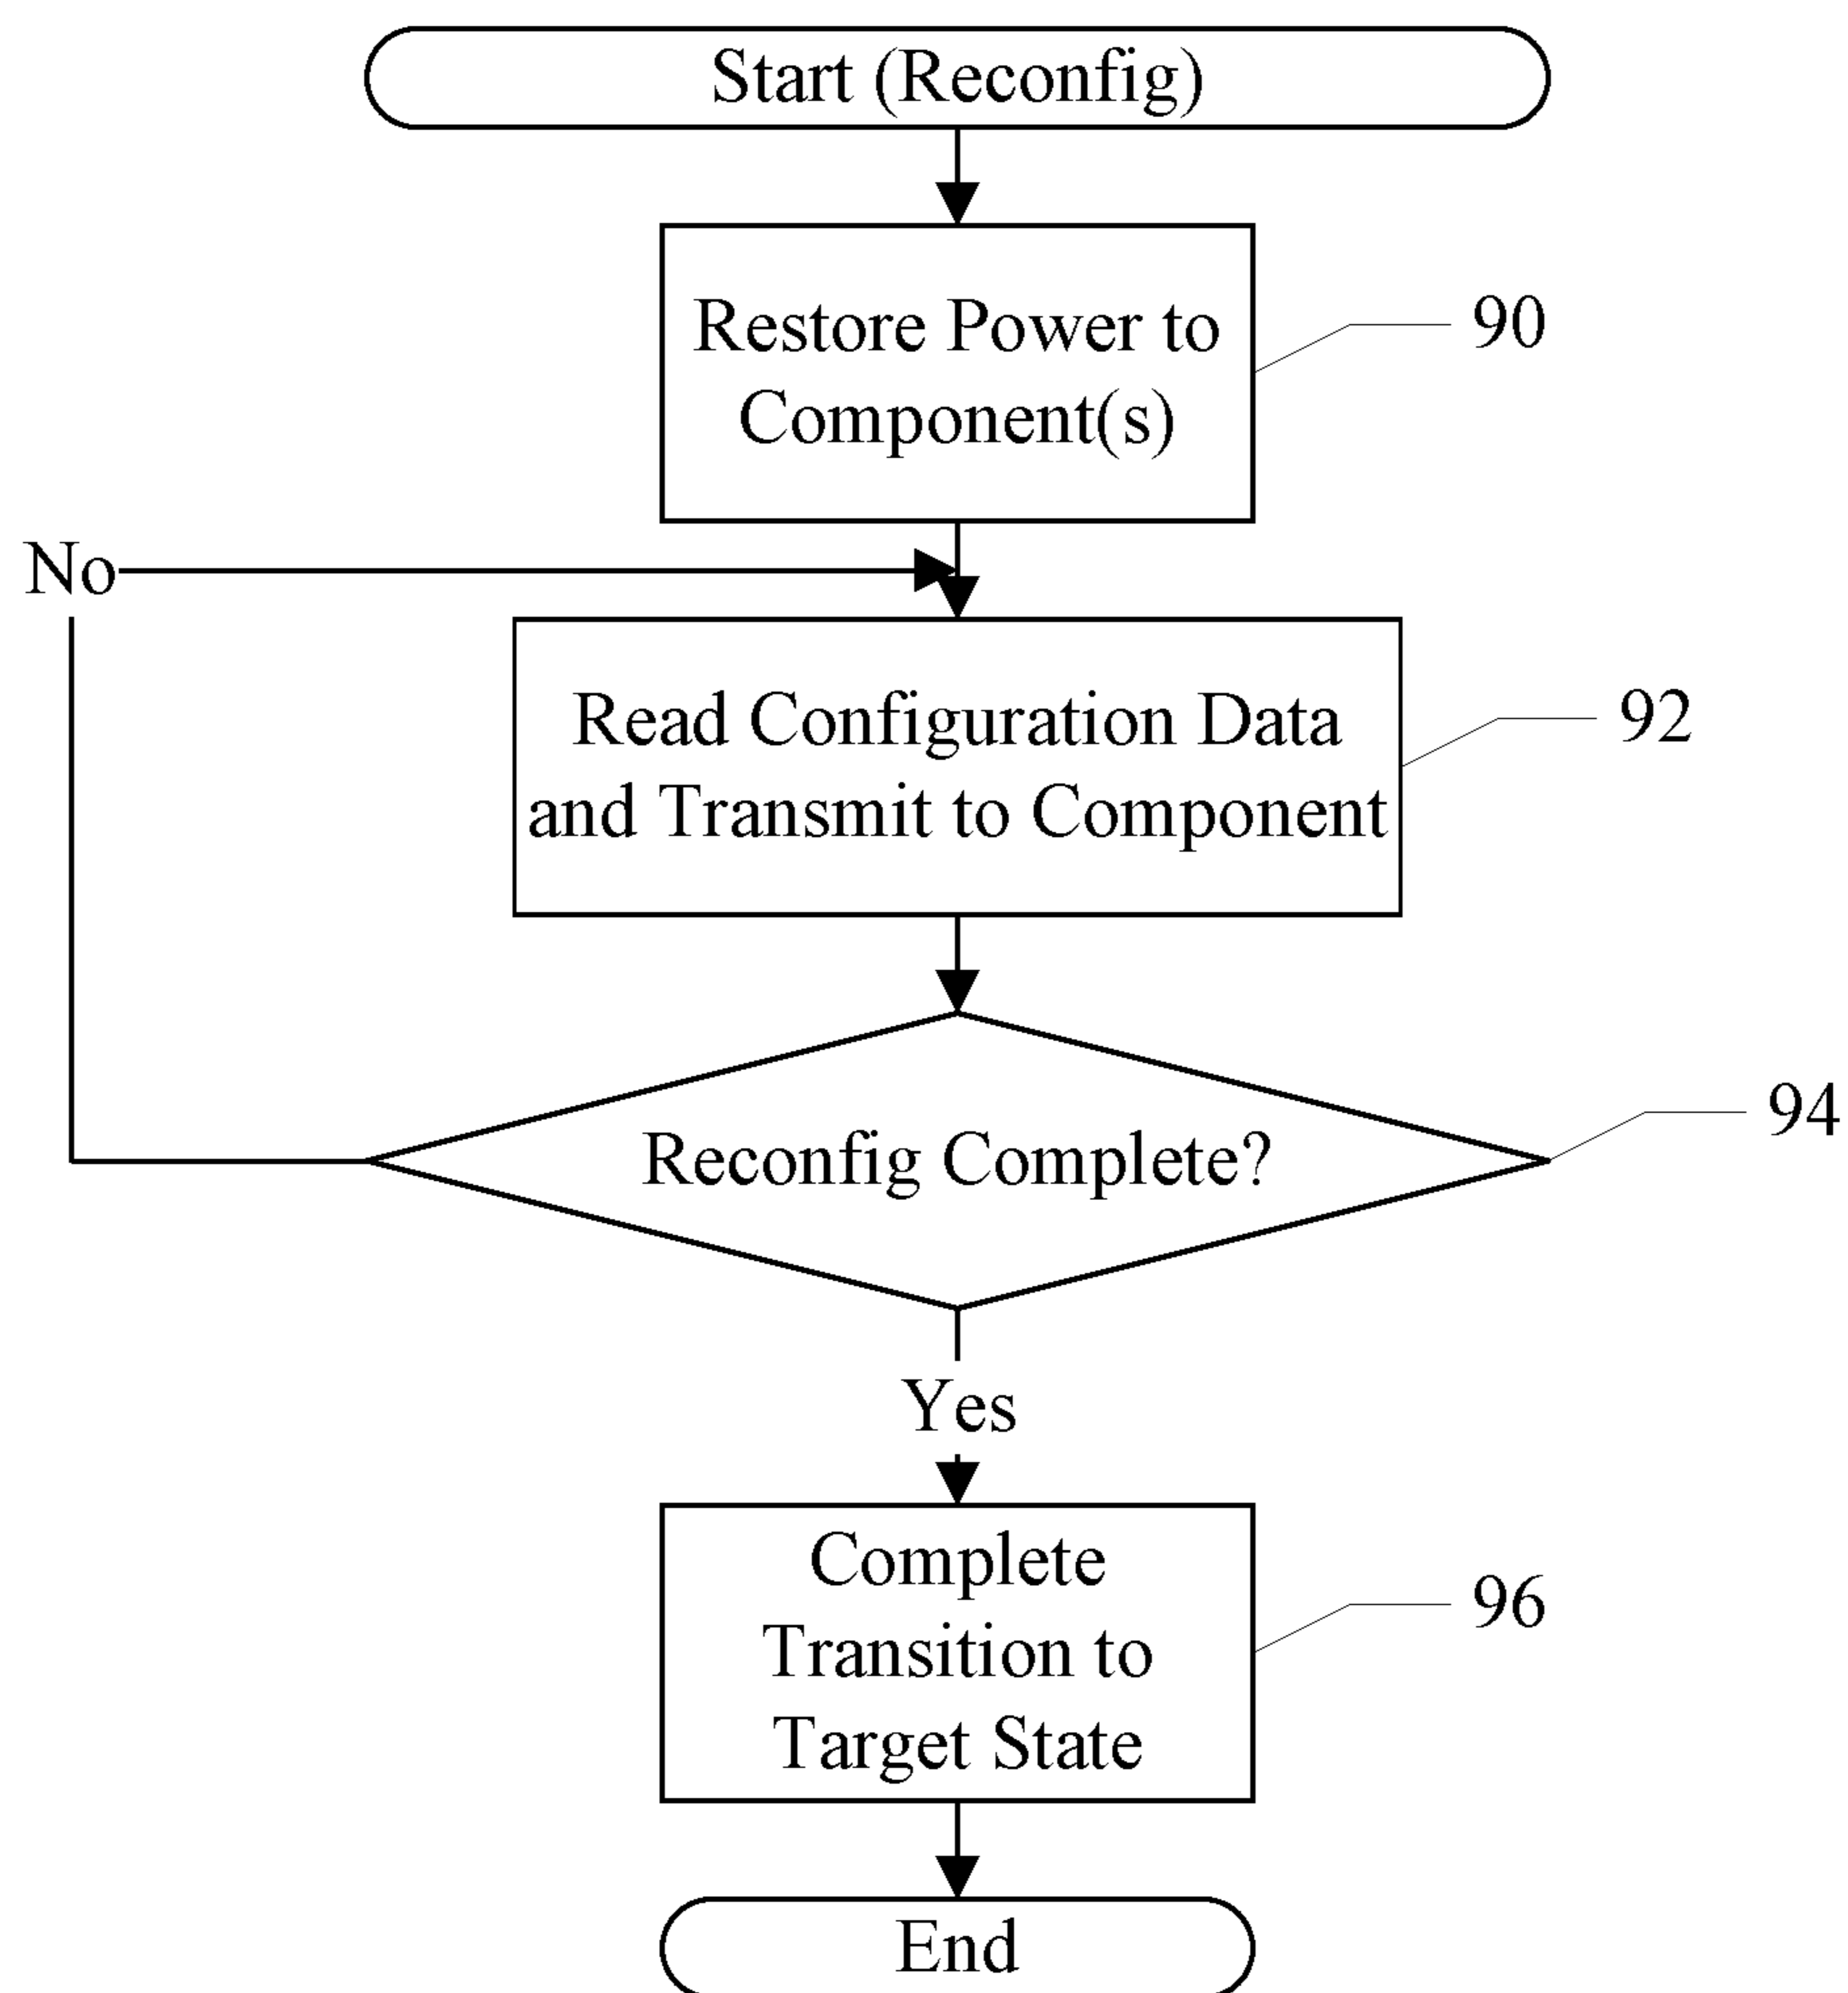 Start (Reconfig)
Restore Power to
Component(s)
90
No
Read Configuration Data
and Transmit to Component
92
Reconfig Complete?
94
Yes
Complete
Transition to
Target State
96
End